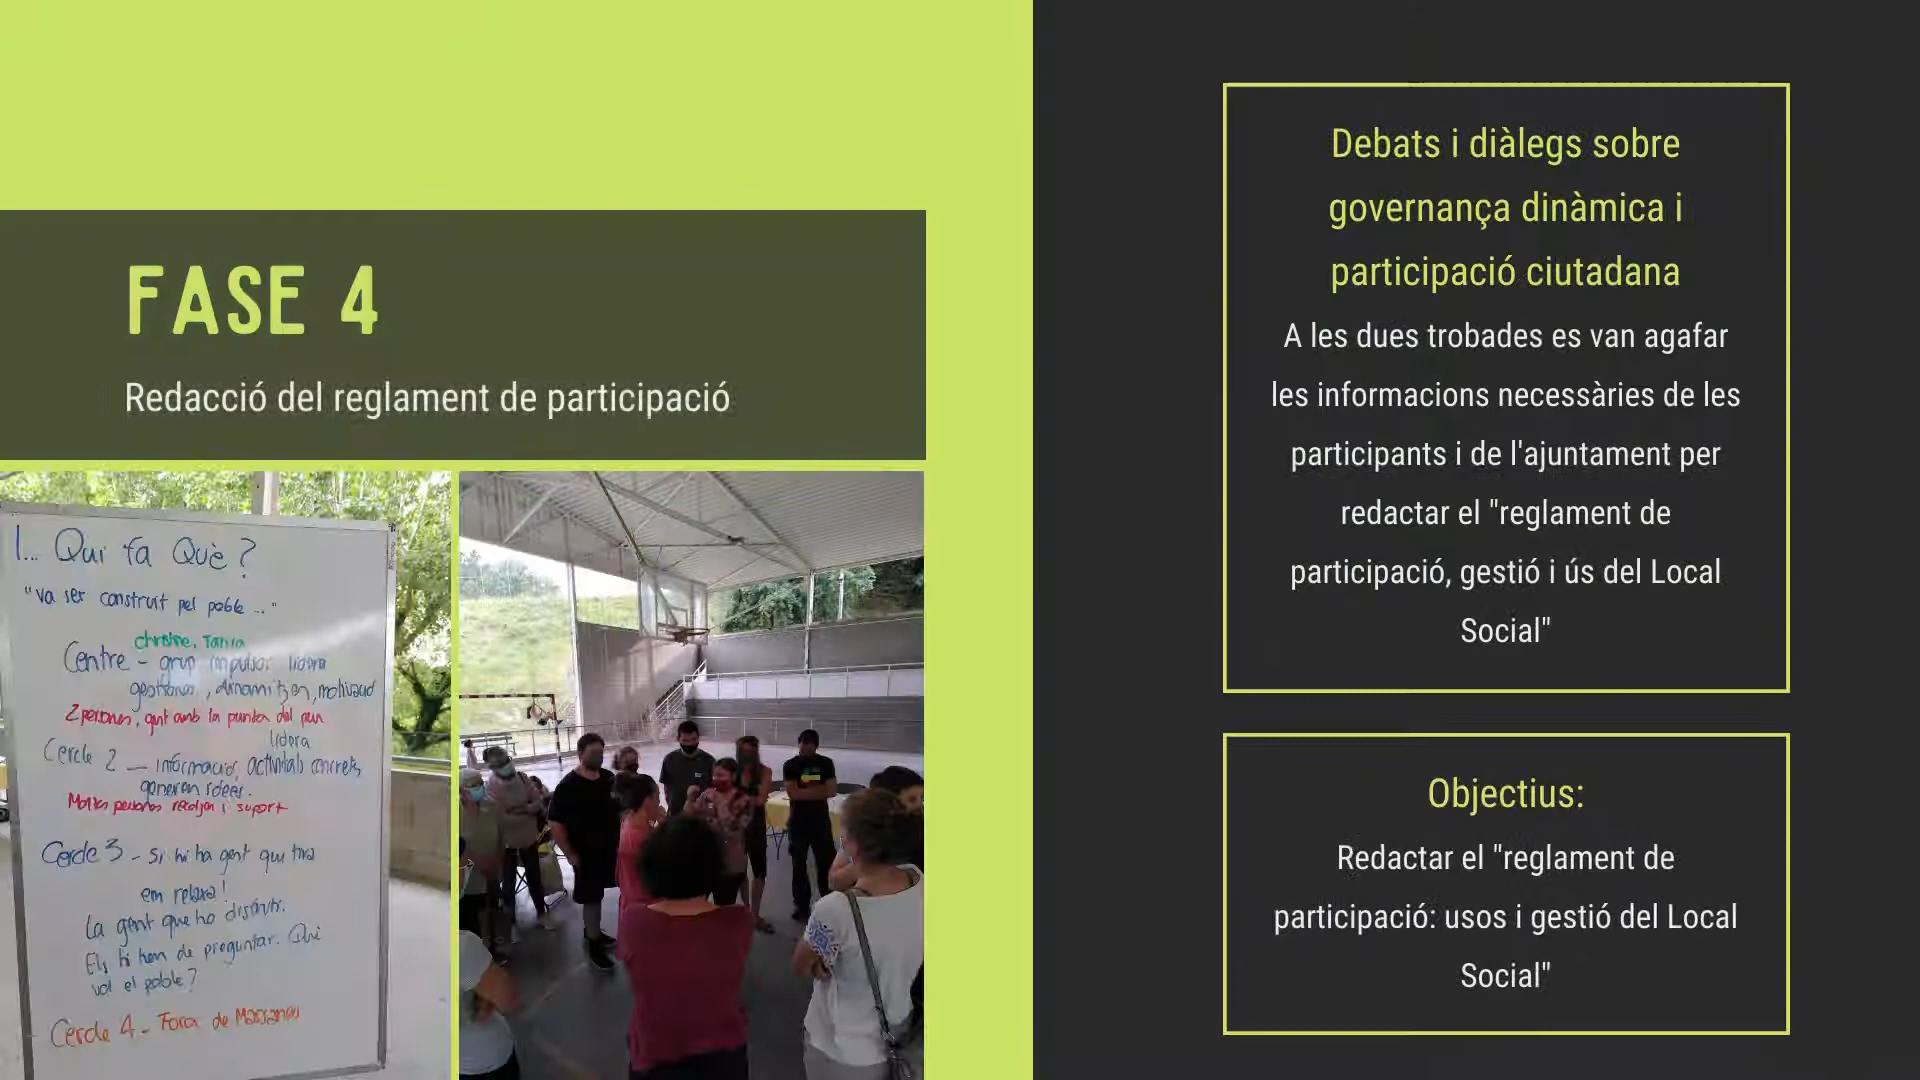 FASE 4
Redacció del reglament de participació
1... Qui fa Què?
"va ser construit pel poble ..."
christine, Tania
Centre - grup impulsor lidera
gestiona, dinamitzen, motivació
2 persones, gent amb la punta del peu
lidera
Cercle 2 — informació, activitats concrets,
generen idees.
Moltes persones recolzen i suport
Cercle 3 - Si hi ha gent que tira
em relaxa!
La gent que ho disfruti.
Els hi hem de preguntar. Què
vol el poble?
Cercle 4 - Fora de Massanes
Debats i diàlegs sobre
governança dinàmica i
participació ciutadana
A les dues trobades es van agafar
les informacions necessàries de les
participants i de l'ajuntament per
redactar el "reglament de
participació, gestió i ús del Local
Social"
Objectius:
Redactar el "reglament de
participació: usos i gestió del Local
Social"